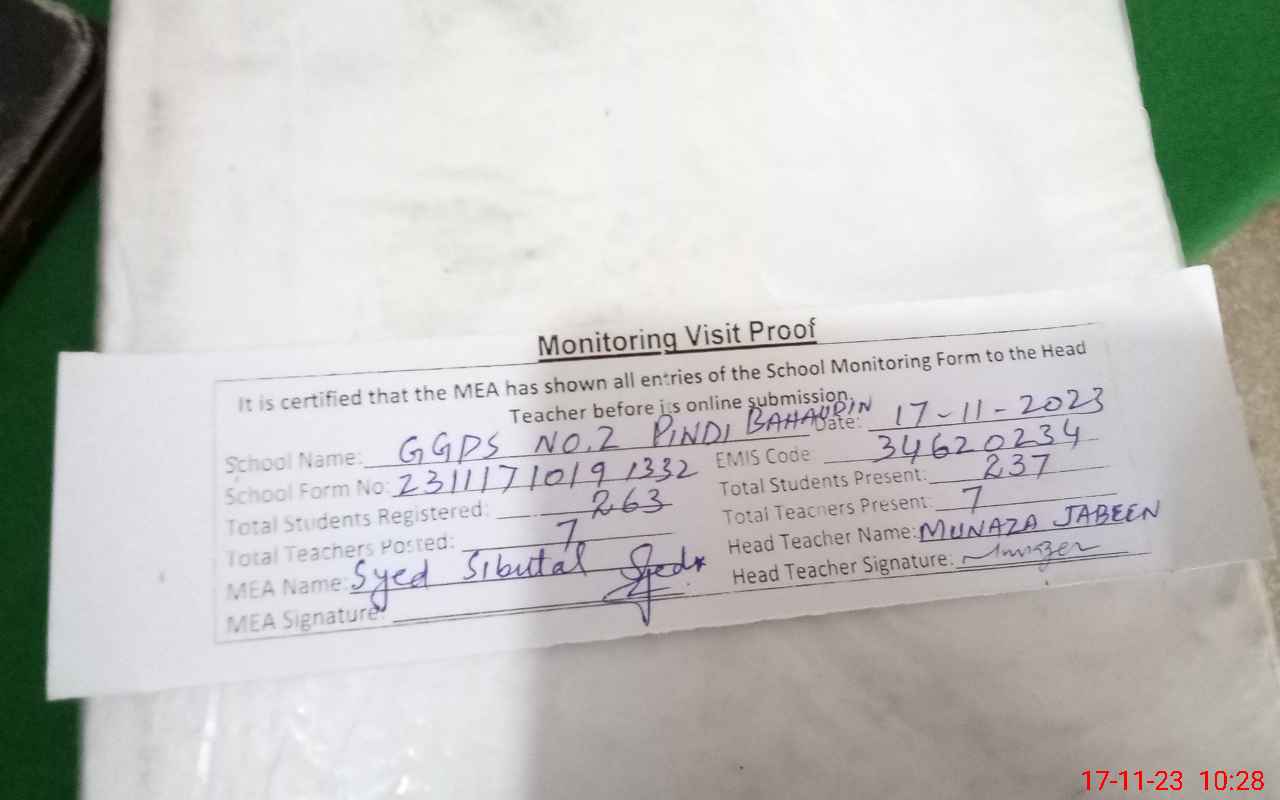 Monitoring Visit Proof
It is certified that the MEA has shown all entries of the School Monitoring Form to the Head
Teacher before its online submission.
School Name: GGPS NO.2 PINDI BAHAUDIN Date: 17-11-2023
School Form No: 23111710191332 EMIS Code: 34620234
Total Students Registered: 263 Total Students Present: 237
Total Teachers Posted: 7 Total Teachers Present: 7
MEA Name: Syed Sibutal Head Teacher Name: MUNAZA JABEEN
MEA Signature: Head Teacher Signature:
17-11-23 10:28